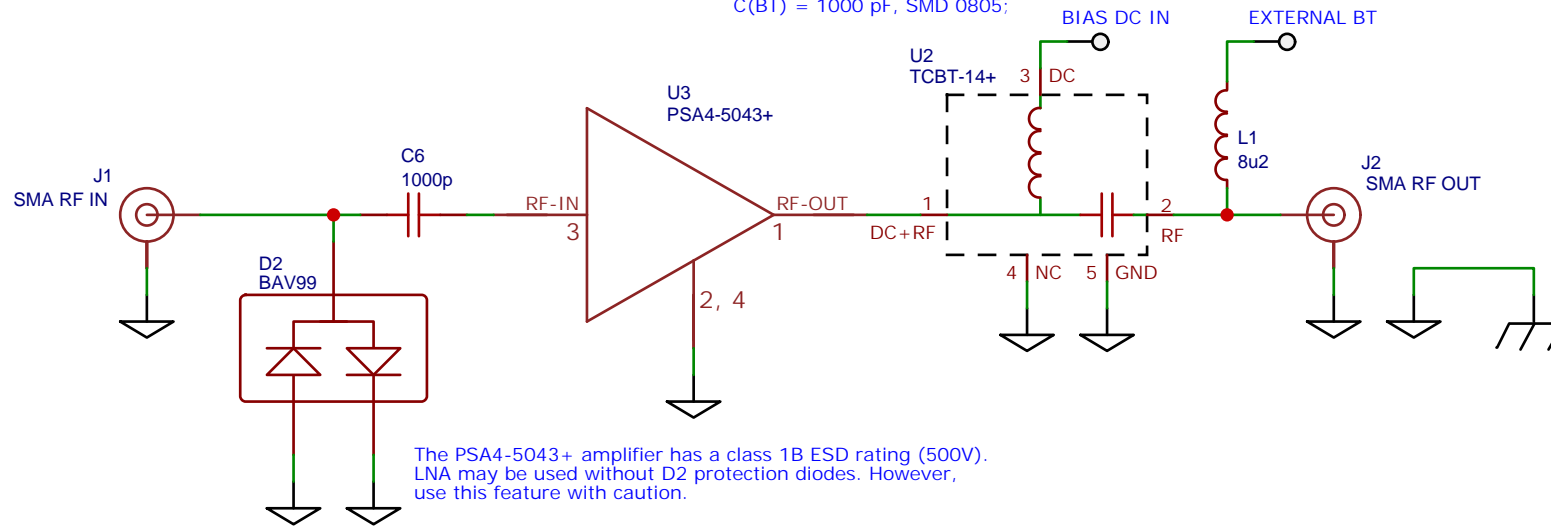 C(BT) = 1000 pF, SMD 0805;
BIAS DC IN
EXTERNAL BT
U2
TCBT-14+
3 DC
U3
PSA4-5043+
L1
8u2
J1
SMA RF IN
C6
1000p
J2
SMA RF OUT
RF-IN
3
RF-OUT
1
1
DC+RF
2
RF
4 NC
5 GND
D2
BAV99
2, 4
The PSA4-5043+ amplifier has a class 1B ESD rating (500V).
LNA may be used without D2 protection diodes. However,
use this feature with caution.